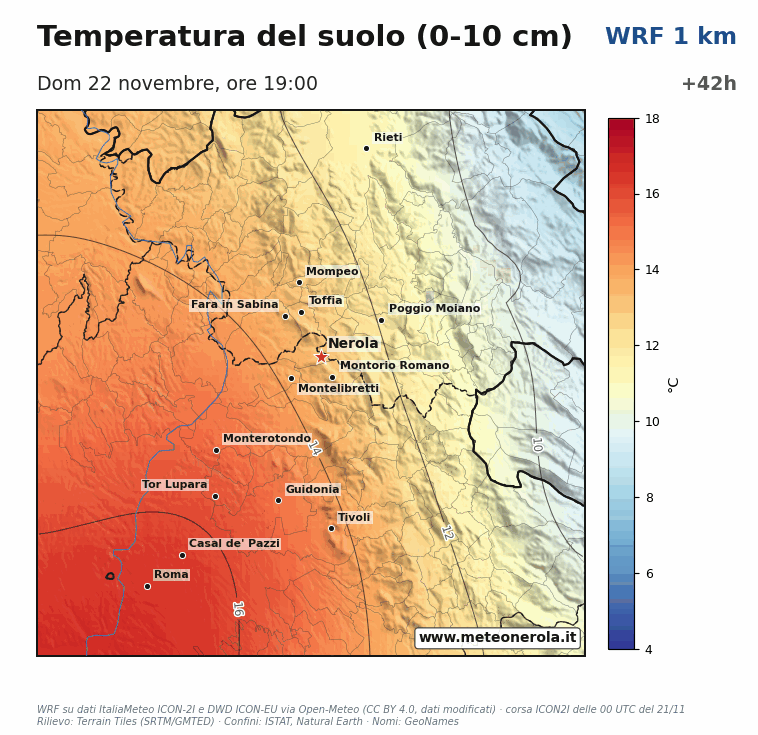 Temperatura del suolo (0-10 cm)
WRF 1 km
Dom 22 novembre, ore 19:00
+42h
Rieti
Mompeo
Toffia
Fara in Sabina
Poggio Moiano
Nerola
Montorio Romano
Montelibretti
Monterotondo
14
10
Tor Lupara
Guidonia
Tivoli
12
Casal de' Pazzi
Roma
16
www.meteonerola.it
18
16
14
12
10
8
6
4
°C
WRF su dati ItaliaMeteo ICON-2I e DWD ICON-EU via Open-Meteo (CC BY 4.0, dati modificati) · corsa ICON2I delle 00 UTC del 21/11
Rilievo: Terrain Tiles (SRTM/GMTED) · Confini: ISTAT, Natural Earth · Nomi: GeoNames